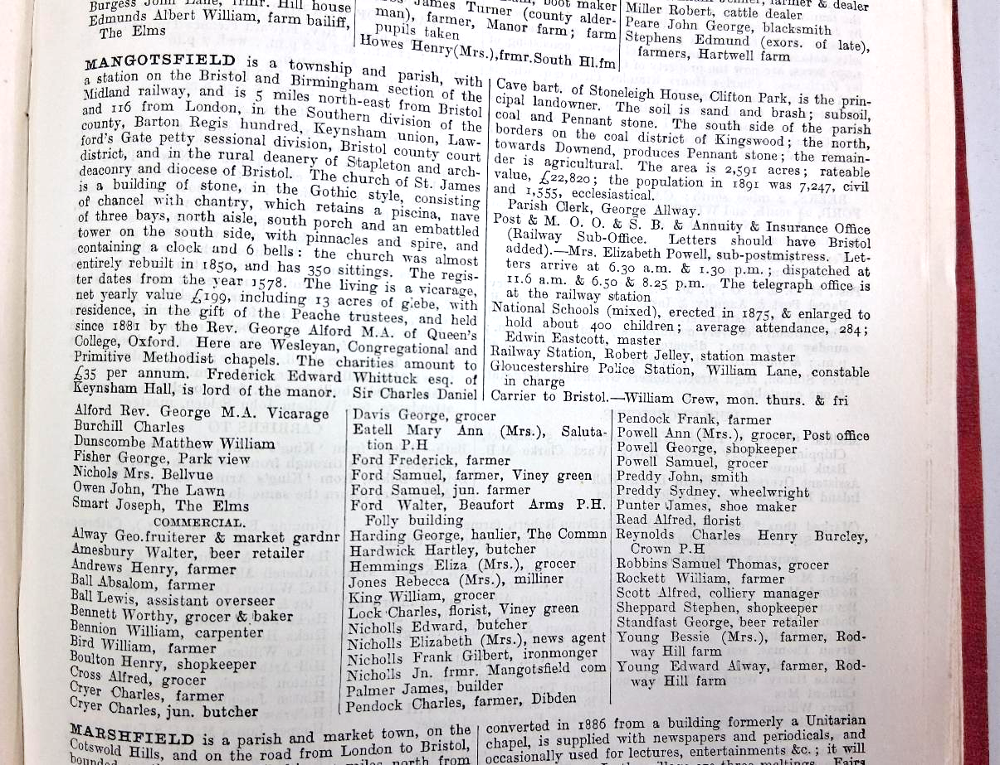 Burgess John Lane, frmr. Hill house
Edmunds Albert William, farm bailiff,
The Elms
James Turner (county alder-
man), farmer, Manor farm; farm
pupils taken
Howes Henry(Mrs.),frmr.South Hl.fm
farmer & dealer
Miller Robert, cattle dealer
Peare John George, blacksmith
Stephens Edmund (exors. of late),
farmers, Hartwell farm
MANGOTSFIELD is a township and parish, with
a station on the Bristol and Birmingham section of the
Midland railway, and is 5 miles north-east from Bristol
and 116 from London, in the Southern division of the
county, Barton Regis hundred, Keynsham union, Law-
ford's Gate petty sessional division, Bristol county court
district, and in the rural deanery of Stapleton and arch-
deaconry and diocese of Bristol. The church of St. James
is a building of stone, in the Gothic style, consisting
of chancel with chantry, which retains a piscina, nave
of three bays, north aisle, south porch and an embattled
tower on the south side, with pinnacles and spire, and
containing a clock and 6 bells: the church was almost
entirely rebuilt in 1850, and has 350 sittings. The regis-
ter dates from the year 1578. The living is a vicarage,
net yearly value £199, including 13 acres of glebe, with
residence, in the gift of the Peache trustees, and held
since 1881 by the Rev. George Alford M.A. of Queen's
College, Oxford. Here are Wesleyan, Congregational and
Primitive Methodist chapels. The charities amount to
£35 per annum. Frederick Edward Whittuck esq. of
Keynsham Hall, is lord of the manor. Sir Charles Daniel
Cave bart. of Stoneleigh House, Clifton Park, is the prin-
cipal landowner. The soil is sand and brash; subsoil,
coal and Pennant stone. The south side of the parish
borders on the coal district of Kingswood; the north,
towards Downend, produces Pennant stone; the remain-
der is agricultural. The area is 2,591 acres; rateable
value, £22,820; the population in 1891 was 7,247, civil
and 1,555, ecclesiastical.
Parish Clerk, George Allway.
Post & M. O. O. & S. B. & Annuity & Insurance Office
(Railway Sub-Office. Letters should have Bristol
added).—Mrs. Elizabeth Powell, sub-postmistress. Let-
ters arrive at 6.30 a.m. & 1.30 p.m.; dispatched at
11.6 a.m. & 6.50 & 8.25 p.m. The telegraph office is
at the railway station
National Schools (mixed), erected in 1875, & enlarged to
hold about 400 children; average attendance, 284;
Edwin Eastcott, master
Railway Station, Robert Jelley, station master
Gloucestershire Police Station, William Lane, constable
in charge
Carrier to Bristol.—William Crew, mon. thurs. & fri
Alford Rev. George M.A. Vicarage
Burchill Charles
Dunscombe Matthew William
Fisher George, Park view
Nichols Mrs. Bellvue
Owen John, The Lawn
Smart Joseph, The Elms
COMMERCIAL.
Alway Geo.fruiterer & market gardnr
Amesbury Walter, beer retailer
Andrews Henry, farmer
Ball Absalom, farmer
Ball Lewis, assistant overseer
Bennett Worthy, grocer & baker
Bennion William, carpenter
Bird William, farmer
Boulton Henry, shopkeeper
Cross Alfred, grocer
Cryer Charles, farmer
Cryer Charles, jun. butcher
Davis George, grocer
Eatell Mary Ann (Mrs.), Saluta-
tion P.H
Ford Frederick, farmer
Ford Samuel, farmer, Viney green
Ford Samuel, jun. farmer
Ford Walter, Beaufort Arms P.H.
Folly building
Harding George, haulier, The Commn
Hardwick Hartley, butcher
Hemmings Eliza (Mrs.), grocer
Jones Rebecca (Mrs.), milliner
King William, grocer
Lock Charles, florist, Viney green
Nicholls Edward, butcher
Nicholls Elizabeth (Mrs.), news agent
Nicholls Frank Gilbert, ironmonger
Nicholls Jn. frmr. Mangotsfield com
Palmer James, builder
Pendock Charles, farmer, Dibden
Pendock Frank, farmer
Powell Ann (Mrs.), grocer, Post office
Powell George, shopkeeper
Powell Samuel, grocer
Preddy John, smith
Preddy Sydney, wheelwright
Punter James, shoe maker
Read Alfred, florist
Reynolds Charles Henry Burcley,
Crown P.H
Robbins Samuel Thomas, grocer
Rockett William, farmer
Scott Alfred, colliery manager
Sheppard Stephen, shopkeeper
Standfast George, beer retailer
Young Bessie (Mrs.), farmer, Rod-
way Hill farm
Young Edward Alway, farmer, Rod-
way Hill farm
MARSHFIELD is a parish and market town, on the
Cotswold Hills, and on the road from London to Bristol,
bounded north from
converted in 1886 from a building formerly a Unitarian
chapel, is supplied with newspapers and periodicals, and
occasionally used for lectures, entertainments &c.; it will